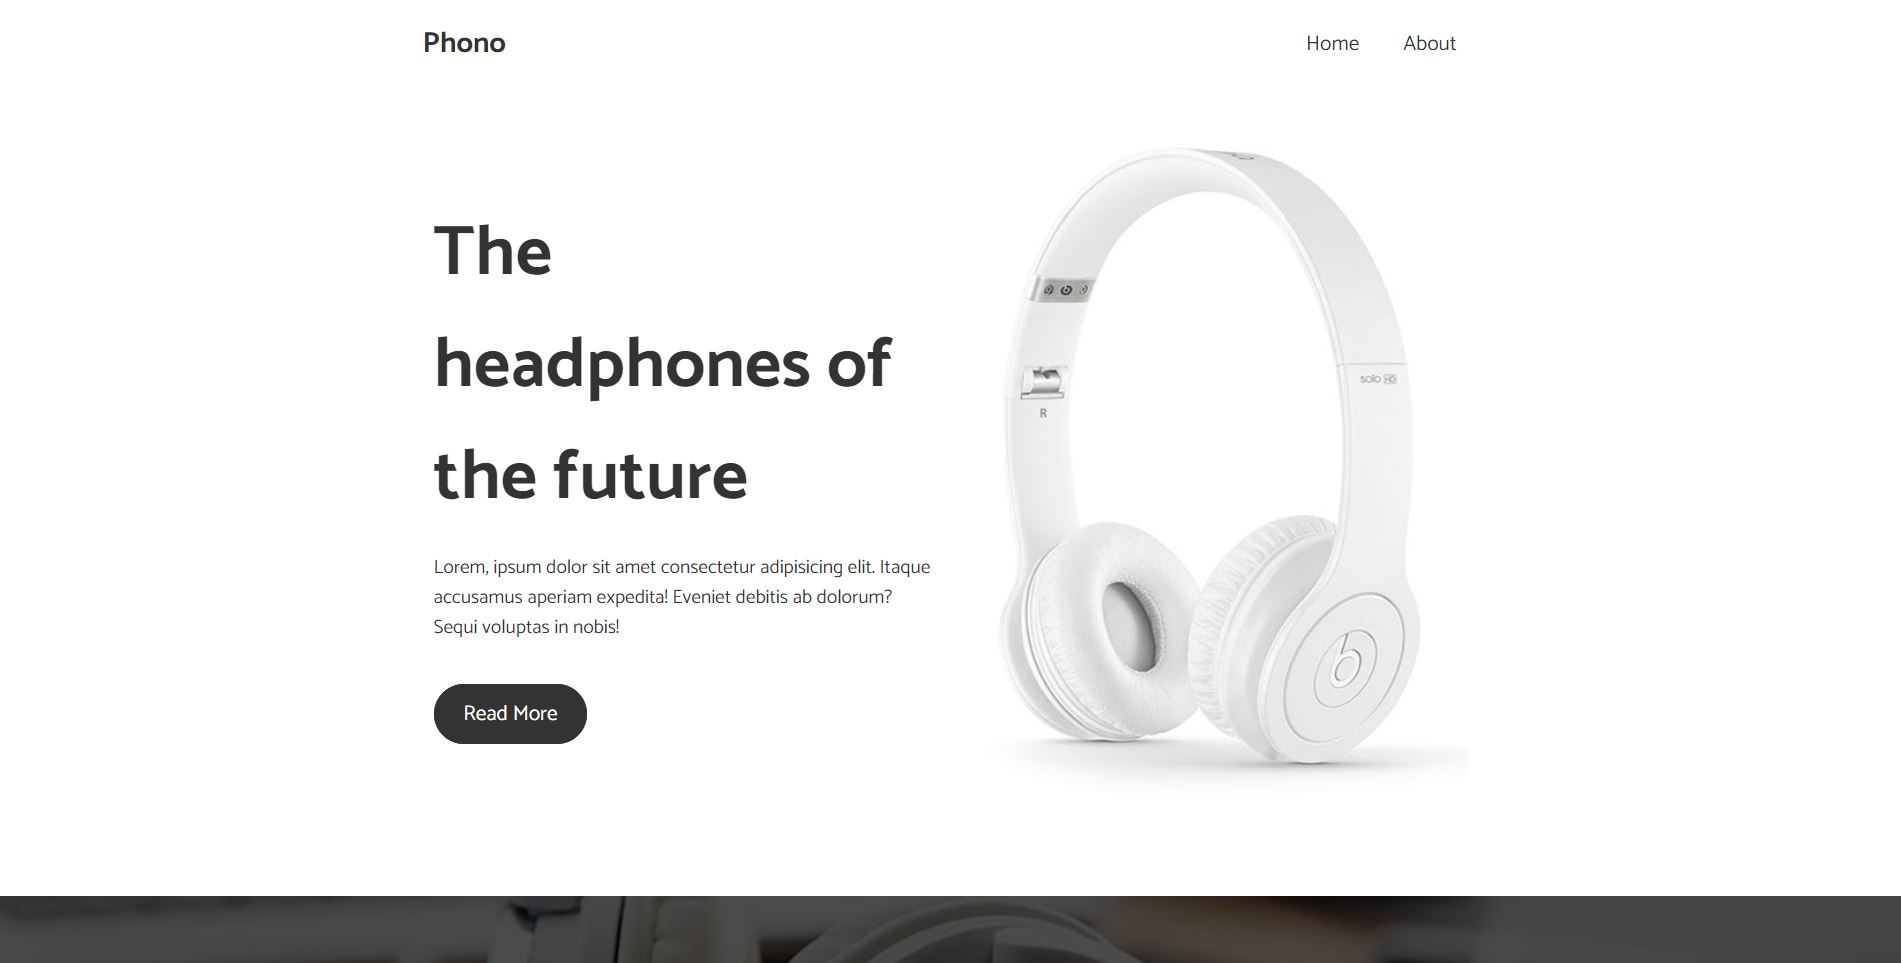 Phono
Home About
The
headphones of
the future
Lorem, ipsum dolor sit amet consectetur adipisicing elit. Itaque
accusamus aperiam expedita! Eveniet debitis ab dolorum?
Sequi voluptas in nobis!
Read More
solo HD
R
b